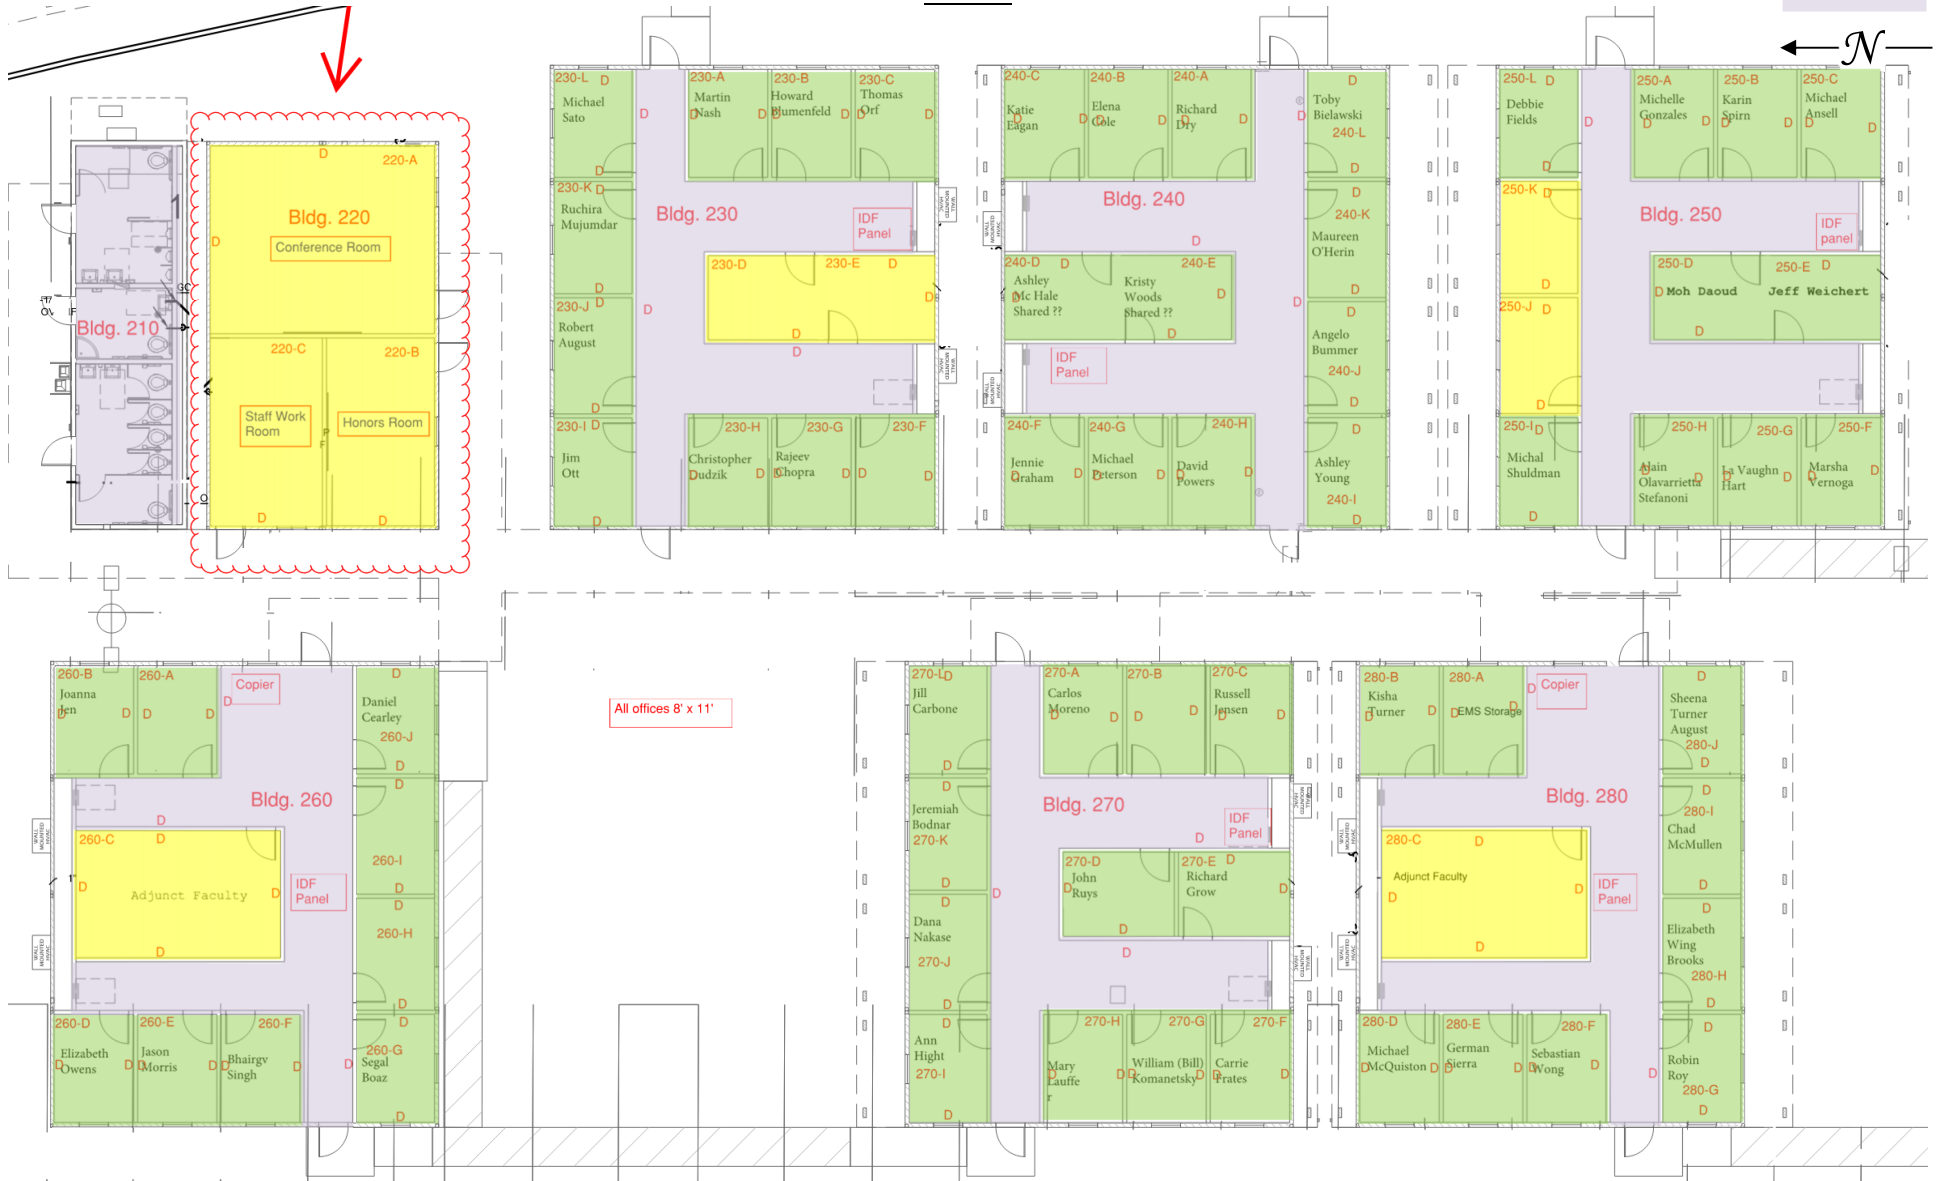 N
220-A
Bldg. 220
Conference Room
220-C
220-B
Staff Work
Room
Honors Room
Bldg. 210
230-L
Michael
Sato
230-A
Martin
Nash
230-B
Howard
Blumenfeld
230-C
Thomas
Orf
230-K
Ruchira
Mujumdar
Bldg. 230
IDF
Panel
230-D
230-E
230-J
Robert
August
230-I
Jim
Ott
230-H
Christopher
Dudzik
230-G
Rajeev
Chopra
230-F
WALL
MOUNTED
HVAC
WALL
MOUNTED
HVAC
240-C
Katie
Eagan
240-B
Elena
Cole
240-A
Richard
Dry
Toby
Bielawski
240-L
Bldg. 240
240-K
Maureen
O'Herin
240-D
Ashley
Mc Hale
Shared ??
240-E
Kristy
Woods
Shared ??
IDF
Panel
Angelo
Bummer
240-J
240-F
Jennie
Graham
240-G
Michael
Peterson
240-H
David
Powers
Ashley
Young
240-I
250-L
Debbie
Fields
250-A
Michelle
Gonzales
250-B
Karin
Spirn
250-C
Michael
Ansell
250-K
Bldg. 250
IDF
panel
250-D
Moh Daoud
250-E
Jeff Weichert
250-J
250-I
Michal
Shuldman
250-H
Alain
Olavarrietta
Stefanoni
250-G
La Vaughn
Hart
250-F
Marsha
Vernoga
260-B
Joanna
Jen
260-A
Copier
Daniel
Cearley
260-J
Bldg. 260
260-C
Adjunct Faculty
IDF
Panel
260-I
260-H
260-D
Elizabeth
Owens
260-E
Jason
Morris
260-F
Bhairgv
Singh
260-G
Segal
Boaz
All offices 8' x 11'
270-L
Jill
Carbone
270-A
Carlos
Moreno
270-B
270-C
Russell
Jensen
Jeremiah
Bodnar
270-K
Bldg. 270
IDF
Panel
270-D
John
Ruys
270-E
Richard
Grow
Dana
Nakase
270-J
Ann
Hight
270-I
270-H
Mary
Lauffe
r
270-G
William (Bill)
Komanetsky
270-F
Carrie
Frates
280-B
Kisha
Turner
280-A
EMS Storage
Copier
Sheena
Turner
August
280-J
Bldg. 280
280-I
Chad
McMullen
280-C
Adjunct Faculty
IDF
Panel
Elizabeth
Wing
Brooks
280-H
280-D
Michael
McQuiston
280-E
German
Sierra
280-F
Sebastian
Wong
Robin
Roy
280-G